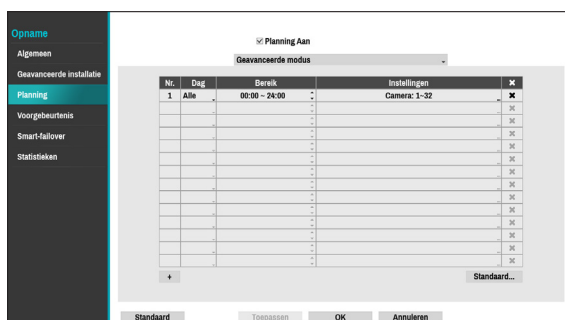 Opname
Algemeen
Geavanceerde installatie
Planning
Voorgebeurtenis
Smart-failover
Statistieken
Planning Aan
Geavanceerde modus
Nr. Dag Bereik Instellingen
1 Alle 00:00 ~ 24:00 Camera: 1~32
+ Standaard...
Standaard Toepassen OK Annuleren